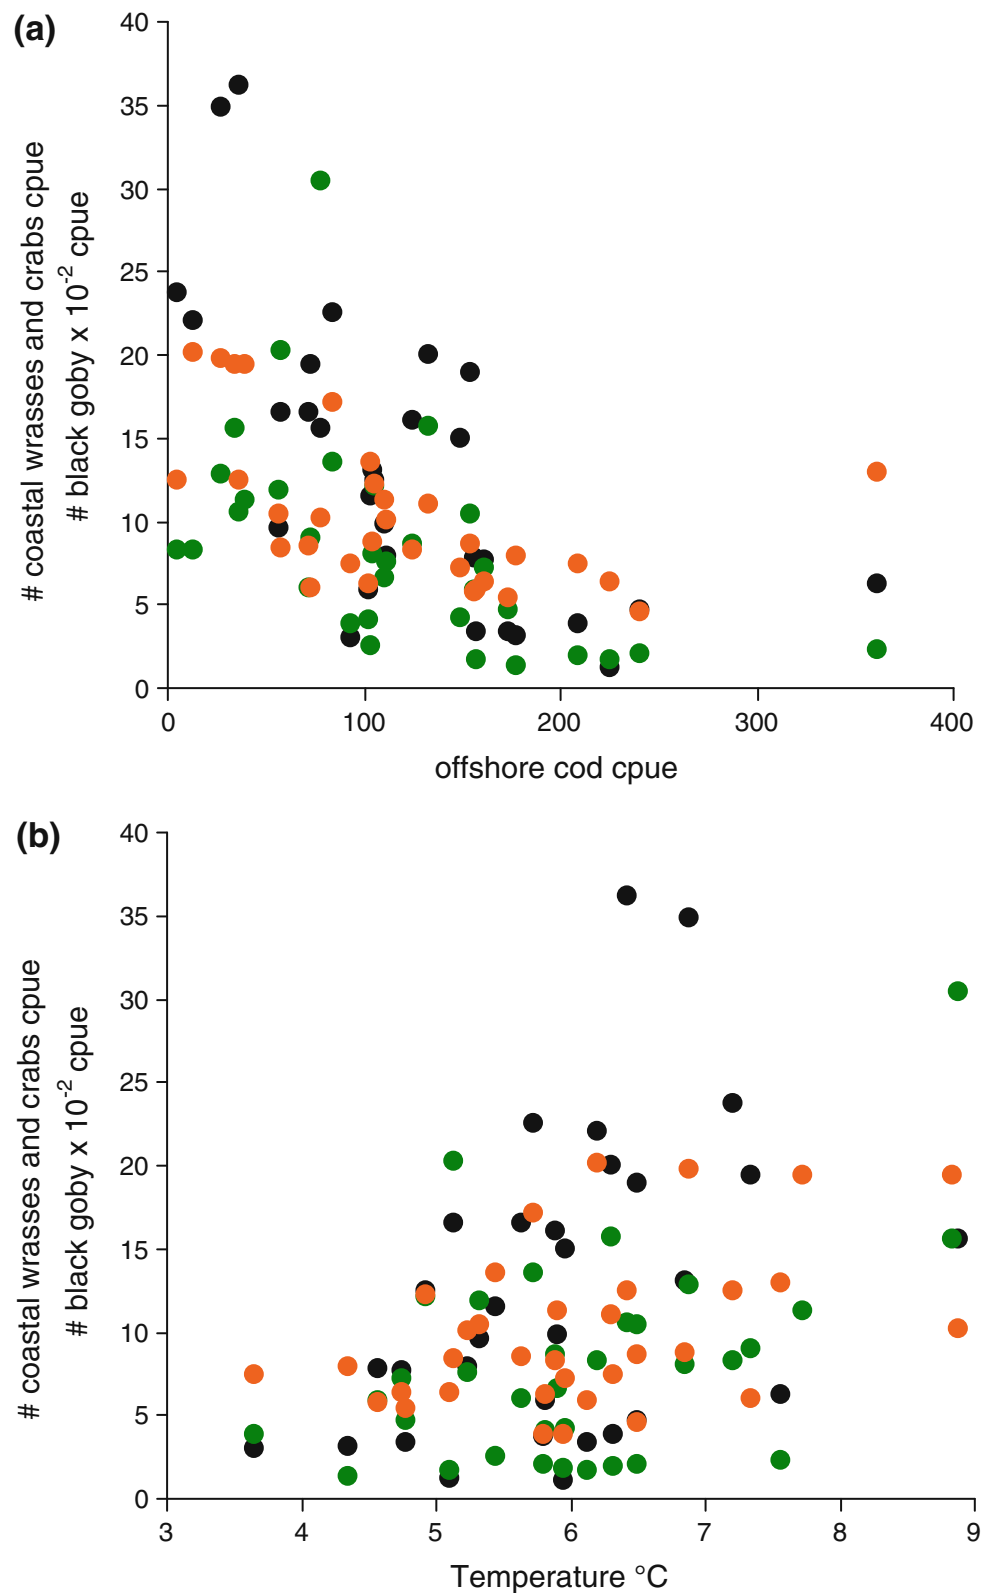 (a)
# coastal wrasses and crabs cpue
# black goby x 10⁻² cpue
40
35
30
25
20
15
10
5
0
0 100 200 300 400
offshore cod cpue
(b)
# coastal wrasses and crabs cpue
# black goby x 10⁻² cpue
40
35
30
25
20
15
10
5
0
3 4 5 6 7 8 9
Temperature °C